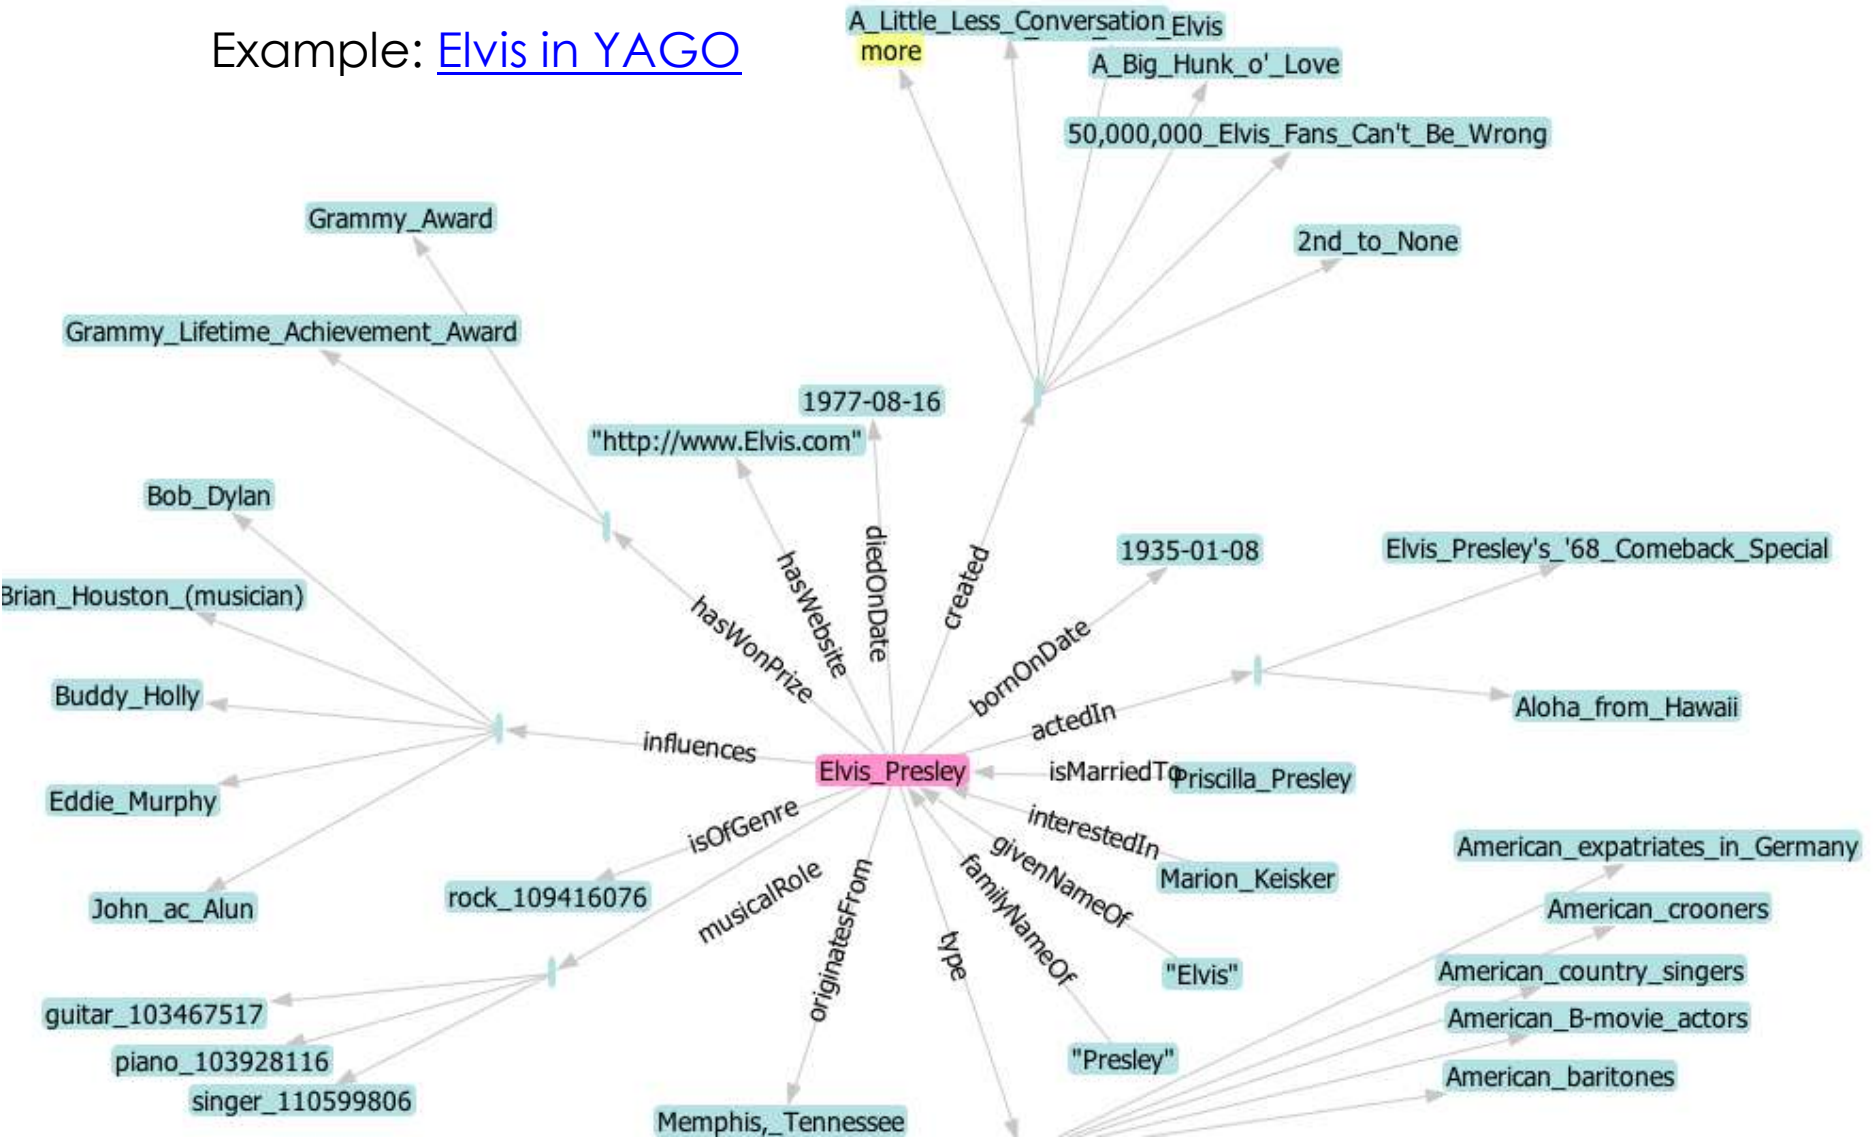 Example: Elvis in YAGO
A_Little_Less_Conversation
_Elvis
more
A_Big_Hunk_o'_Love
50,000,000_Elvis_Fans_Can't_Be_Wrong
2nd_to_None
Grammy_Award
Grammy_Lifetime_Achievement_Award
1977-08-16
"http://www.Elvis.com"
Bob_Dylan
Brian_Houston_(musician)
Buddy_Holly
Eddie_Murphy
John_ac_Alun
hasWonPrize
hasWebsite
diedOnDate
created
bornOnDate
1935-01-08
Elvis_Presley's_'68_Comeback_Special
actedIn
Aloha_from_Hawaii
influences
Elvis_Presley
isMarriedTo
Priscilla_Presley
isOfGenre
interestedIn
givenNameOf
familyNameOf
Marion_Keisker
rock_109416076
musicalRole
originatesFrom
type
"Elvis"
"Presley"
American_expatriates_in_Germany
American_crooners
American_country_singers
American_B-movie_actors
American_baritones
guitar_103467517
piano_103928116
singer_110599806
Memphis,_Tennessee